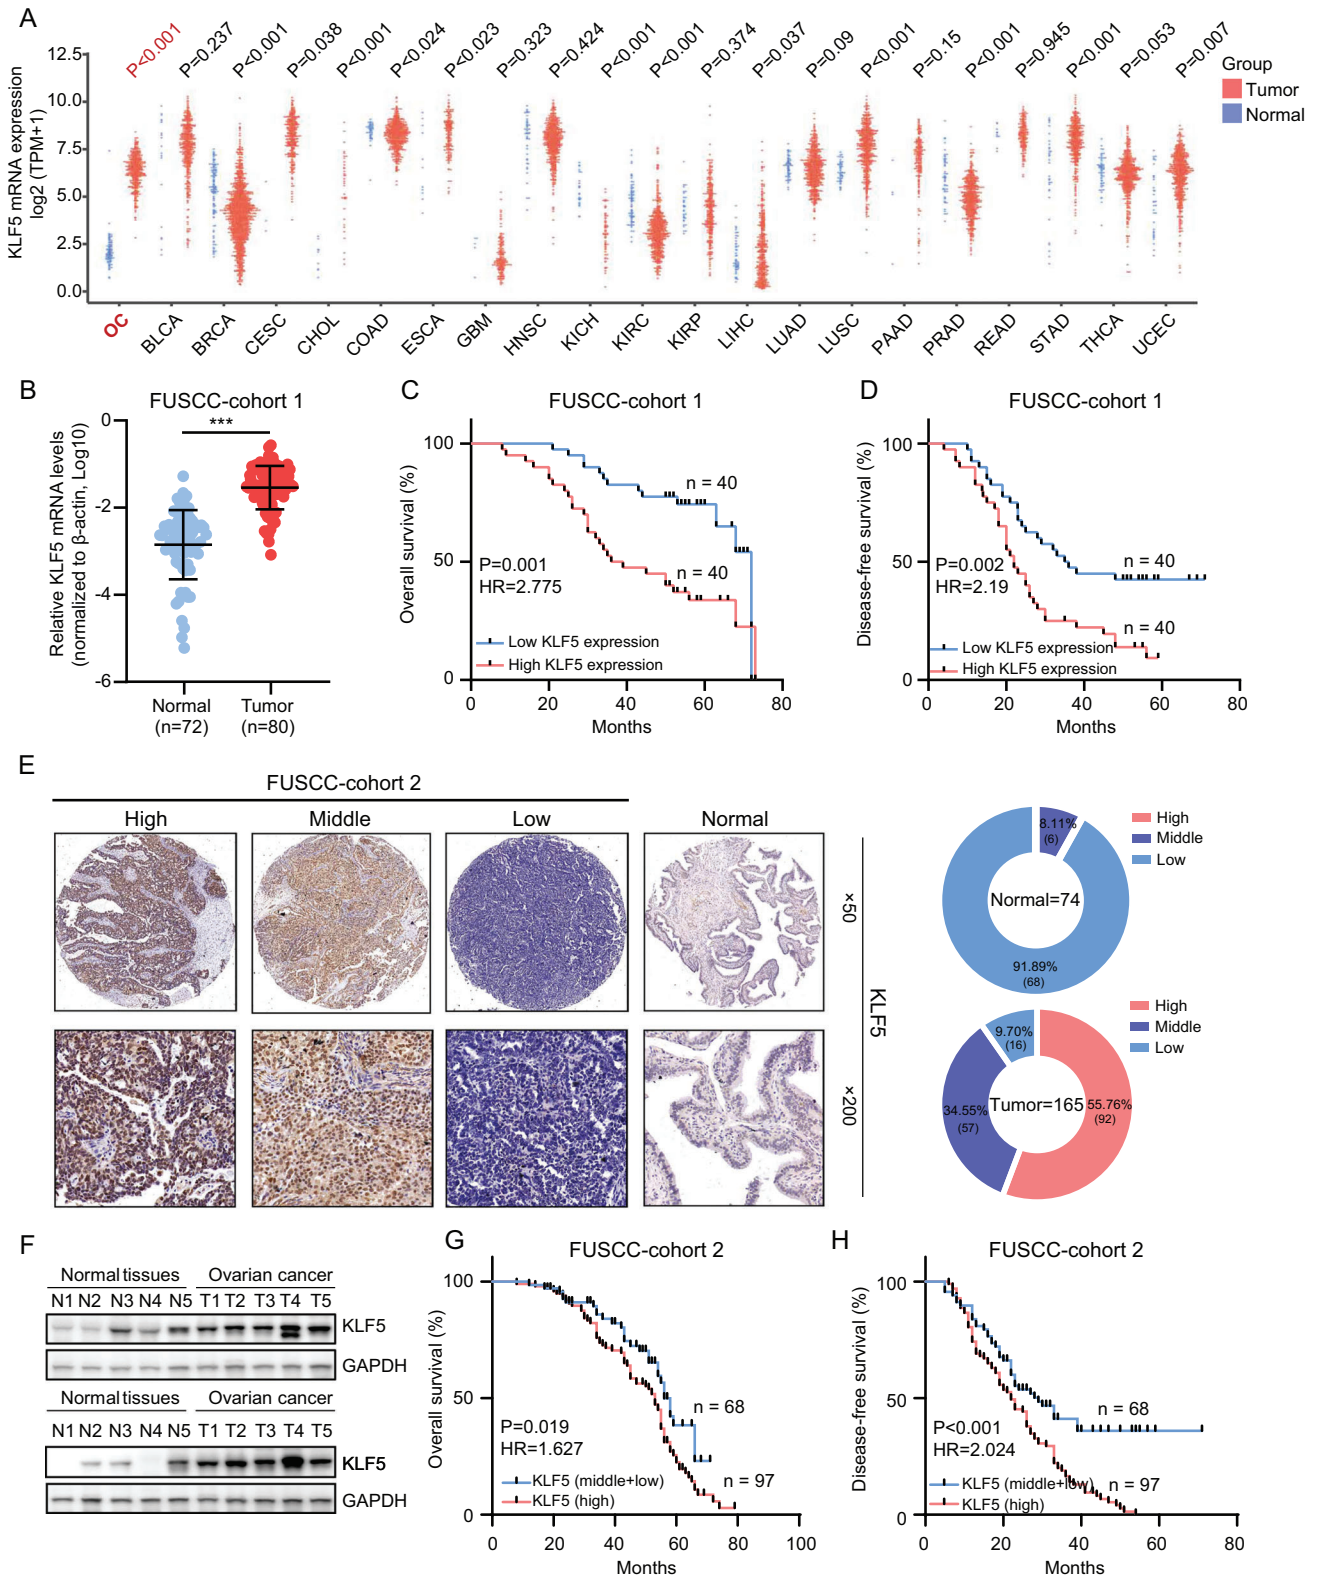 A
P<0.001
P=0.237
P<0.001
P=0.038
P<0.001
P<0.024
P<0.023
P=0.323
P=0.424
P<0.001
P<0.001
P=0.374
P=0.037
P=0.09
P<0.001
P=0.15
P<0.001
P=0.945
P<0.001
P=0.053
P=0.007
KLF5 mRNA expression
log2 (TPM+1)
12.5
10.0
7.5
5.0
2.5
0.0
Group
Tumor
Normal
OC
BLCA
BRCA
CESC
CHOL
COAD
ESCA
GBM
HNSC
KICH
KIRC
KIRP
LIHC
LUAD
LUSC
PAAD
PRAD
READ
STAD
THCA
UCEC
B
FUSCC-cohort 1
Relative KLF5 mRNA levels
(normalized to β-actin, Log10)
0
-2
-4
-6
***
Normal
(n=72)
Tumor
(n=80)
C
FUSCC-cohort 1
Overall survival (%)
100
50
0
n = 40
n = 40
P=0.001
HR=2.775
Low KLF5 expression
High KLF5 expression
0 20 40 60 80
Months
D
FUSCC-cohort 1
Disease-free survival (%)
100
50
0
n = 40
n = 40
P=0.002
HR=2.19
Low KLF5 expression
High KLF5 expression
0 20 40 60 80
Months
E
FUSCC-cohort 2
High Middle Low Normal
×50
×200
KLF5
8.11%
(6)
Normal=74
91.89%
(68)
High
Middle
Low
9.70%
(16)
34.55%
(57)
Tumor=165
55.76%
(92)
High
Middle
Low
F
Normal tissues Ovarian cancer
N1 N2 N3 N4 N5 T1 T2 T3 T4 T5
KLF5
GAPDH
Normal tissues Ovarian cancer
N1 N2 N3 N4 N5 T1 T2 T3 T4 T5
KLF5
GAPDH
G
FUSCC-cohort 2
Overall survival (%)
100
50
0
n = 68
P=0.019
HR=1.627
n = 97
KLF5 (middle+low)
KLF5 (high)
0 20 40 60 80 100
Months
H
FUSCC-cohort 2
Disease-free survival (%)
100
50
0
n = 68
P<0.001
HR=2.024
n = 97
KLF5 (middle+low)
KLF5 (high)
0 20 40 60 80
Months